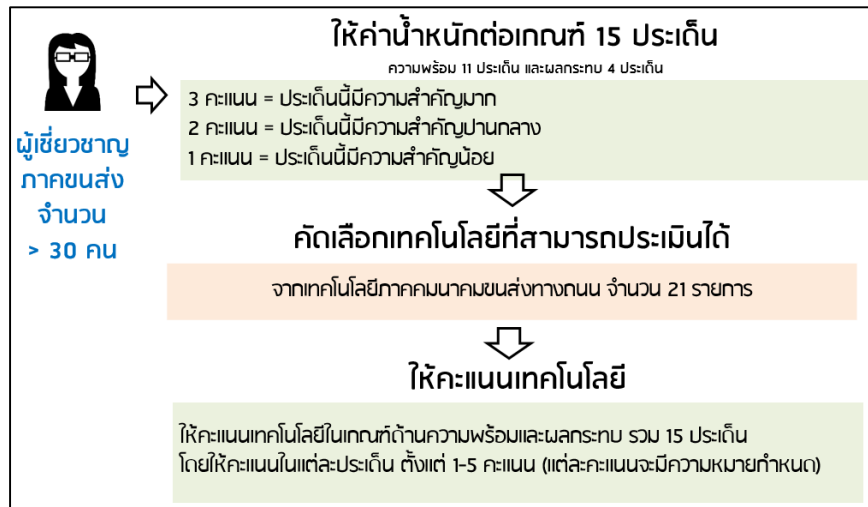 ให้ค่าน้ำหนักต่อเกณฑ์ 15 ประเด็น
ความพร้อม 11 ประเด็น และผลกระทบ 4 ประเด็น
ผู้เชี่ยวชาญ
ภาคขนส่ง
จำนวน
> 30 คน
3 คะแนน = ประเด็นนี้มีความสำคัญมาก
2 คะแนน = ประเด็นนี้มีความสำคัญปานกลาง
1 คะแนน = ประเด็นนี้มีความสำคัญน้อย
คัดเลือกเทคโนโลยีที่สามารถประเมินได้
จากเทคโนโลยีภาคคมนาคมขนส่งทางถนน จำนวน 21 รายการ
ให้คะแนนเทคโนโลยี
ให้คะแนนเทคโนโลยีในเกณฑ์ด้านความพร้อมและผลกระทบ รวม 15 ประเด็น
โดยให้คะแนนในแต่ละประเด็น ตั้งแต่ 1-5 คะแนน (แต่ละคะแนนจะมีความหมายกำหนด)